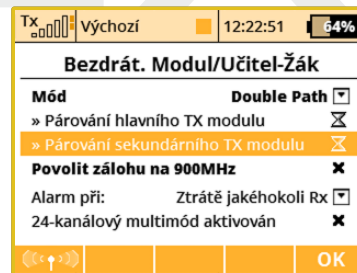 Tx Výchozí 12:22:51 64%
Bezdrát. Modul/Učitel-Žák
Mód Double Path
» Párování hlavního TX modulu
» Párování sekundárního TX modulu
Povolit zálohu na 900MHz
Alarm při: Ztrátě jakéhokoli Rx
24-kanálový multimód aktivován
OK